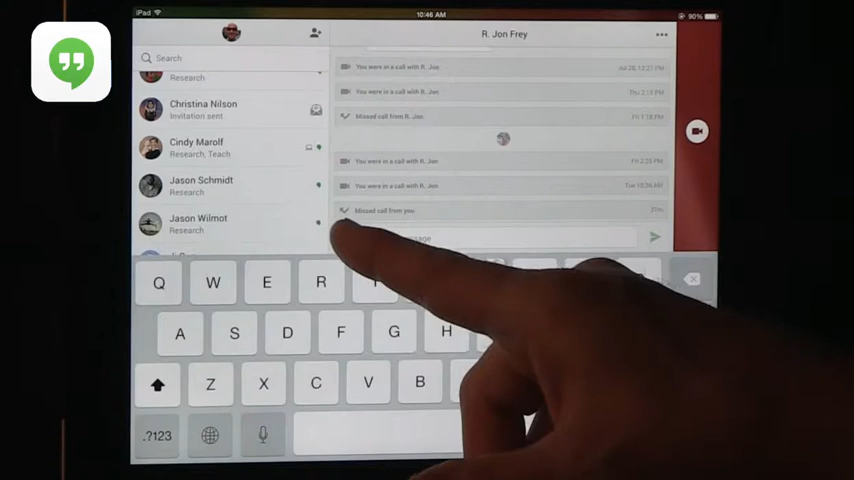 iPad
10:46 AM
90%
R. Jon Frey
Search
Research
Christina Nilson
Invitation sent
Cindy Marolf
Research, Teach
Jason Schmidt
Research
Jason Wilmot
Research
You were in a call with R. Jon
Jul 28, 12:21 PM
You were in a call with R. Jon
Thu 2:15 PM
Missed call from R. Jon
Fri 1:18 PM
You were in a call with R. Jon
Fri 2:25 PM
You were in a call with R. Jon
Tue 10:36 AM
Missed call from you
Q W E R
A S D F G H
Z X C V B
.?123